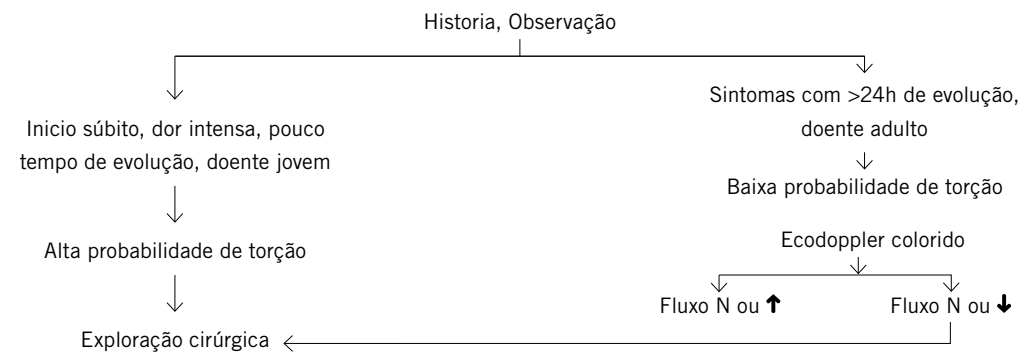 Historia, Observação
Inicio súbito, dor intensa, pouco
tempo de evolução, doente jovem
Alta probabilidade de torção
Exploração cirúrgica
Sintomas com >24h de evolução,
doente adulto
Baixa probabilidade de torção
Ecodoppler colorido
Fluxo N ou ↑
Fluxo N ou ↓